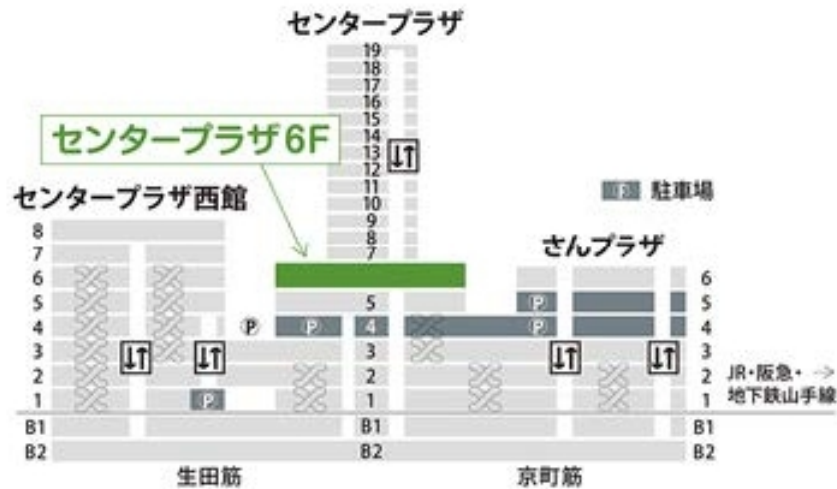 センタープラザ
19
18
17
16
15
14
13
12
11
10
9
8
7
センタープラザ6F
センタープラザ西館
P 駐車場
さんプラザ
8
7
6 6
5 5 P 5
4 P P 4 P 4
3 3 3
2 2 2
1 P 1 1
JR・阪急・→
地下鉄山手線
B1 B1 B1
B2 B2 B2
生田筋 京町筋